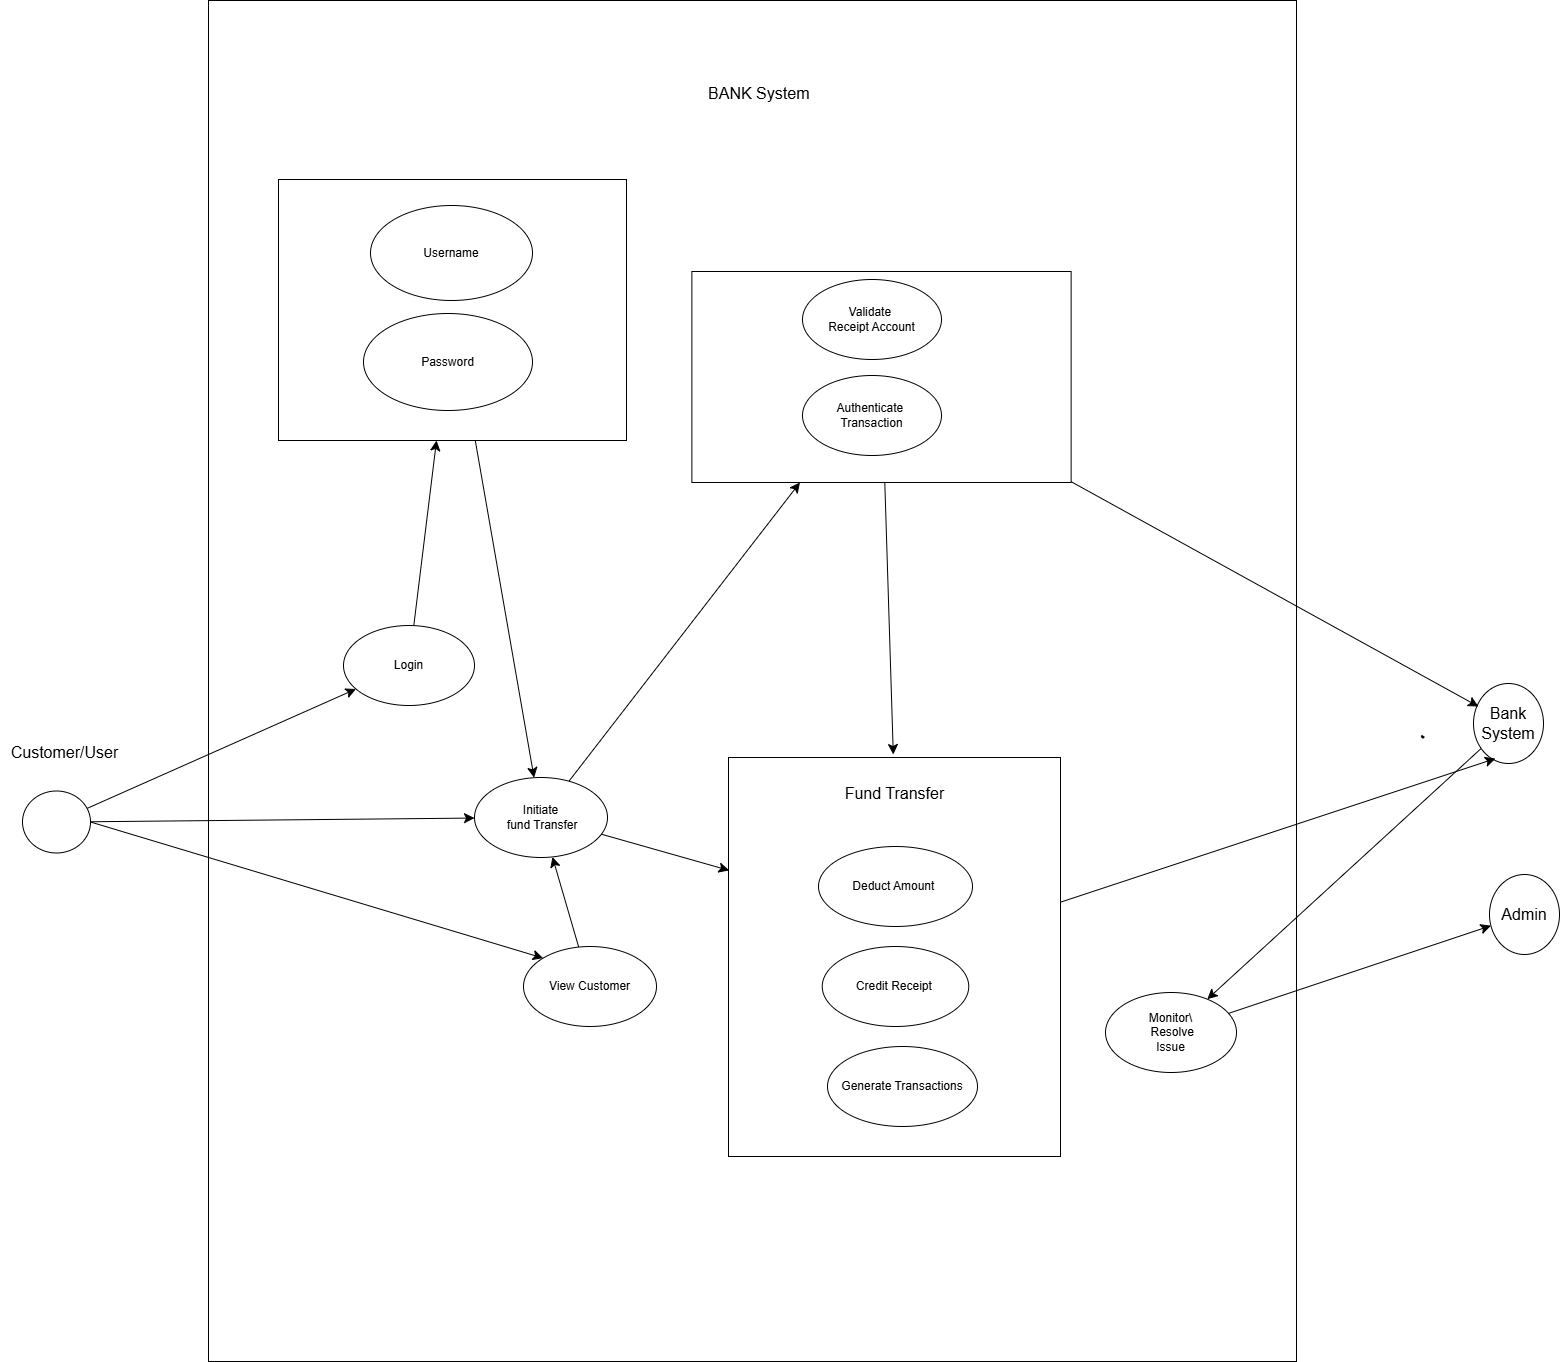 BANK System
Username
Password
Validate
Receipt Account
Authenticate
Transaction
Login
Customer/User
Bank
System
Initiate
fund Transfer
Fund Transfer
Deduct Amount
Admin
View Customer
Credit Receipt
Monitor\
Resolve
Issue
Generate Transactions